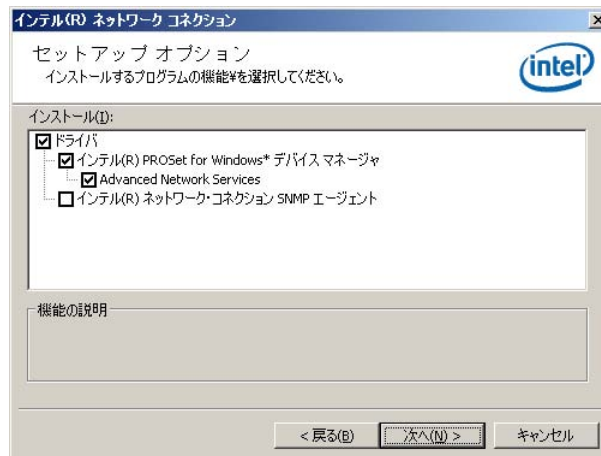 インテル(R) ネットワーク コネクション
セットアップ オプション
インストールするプログラムの機能¥を選択してください。
intel
インストール(I):
ドライバ
インテル(R) PROSet for Windows* デバイス マネージャ
Advanced Network Services
インテル(R) ネットワーク・コネクション SNMP エージェント
機能の説明
< 戻る(B)
次へ(N) >
キャンセル